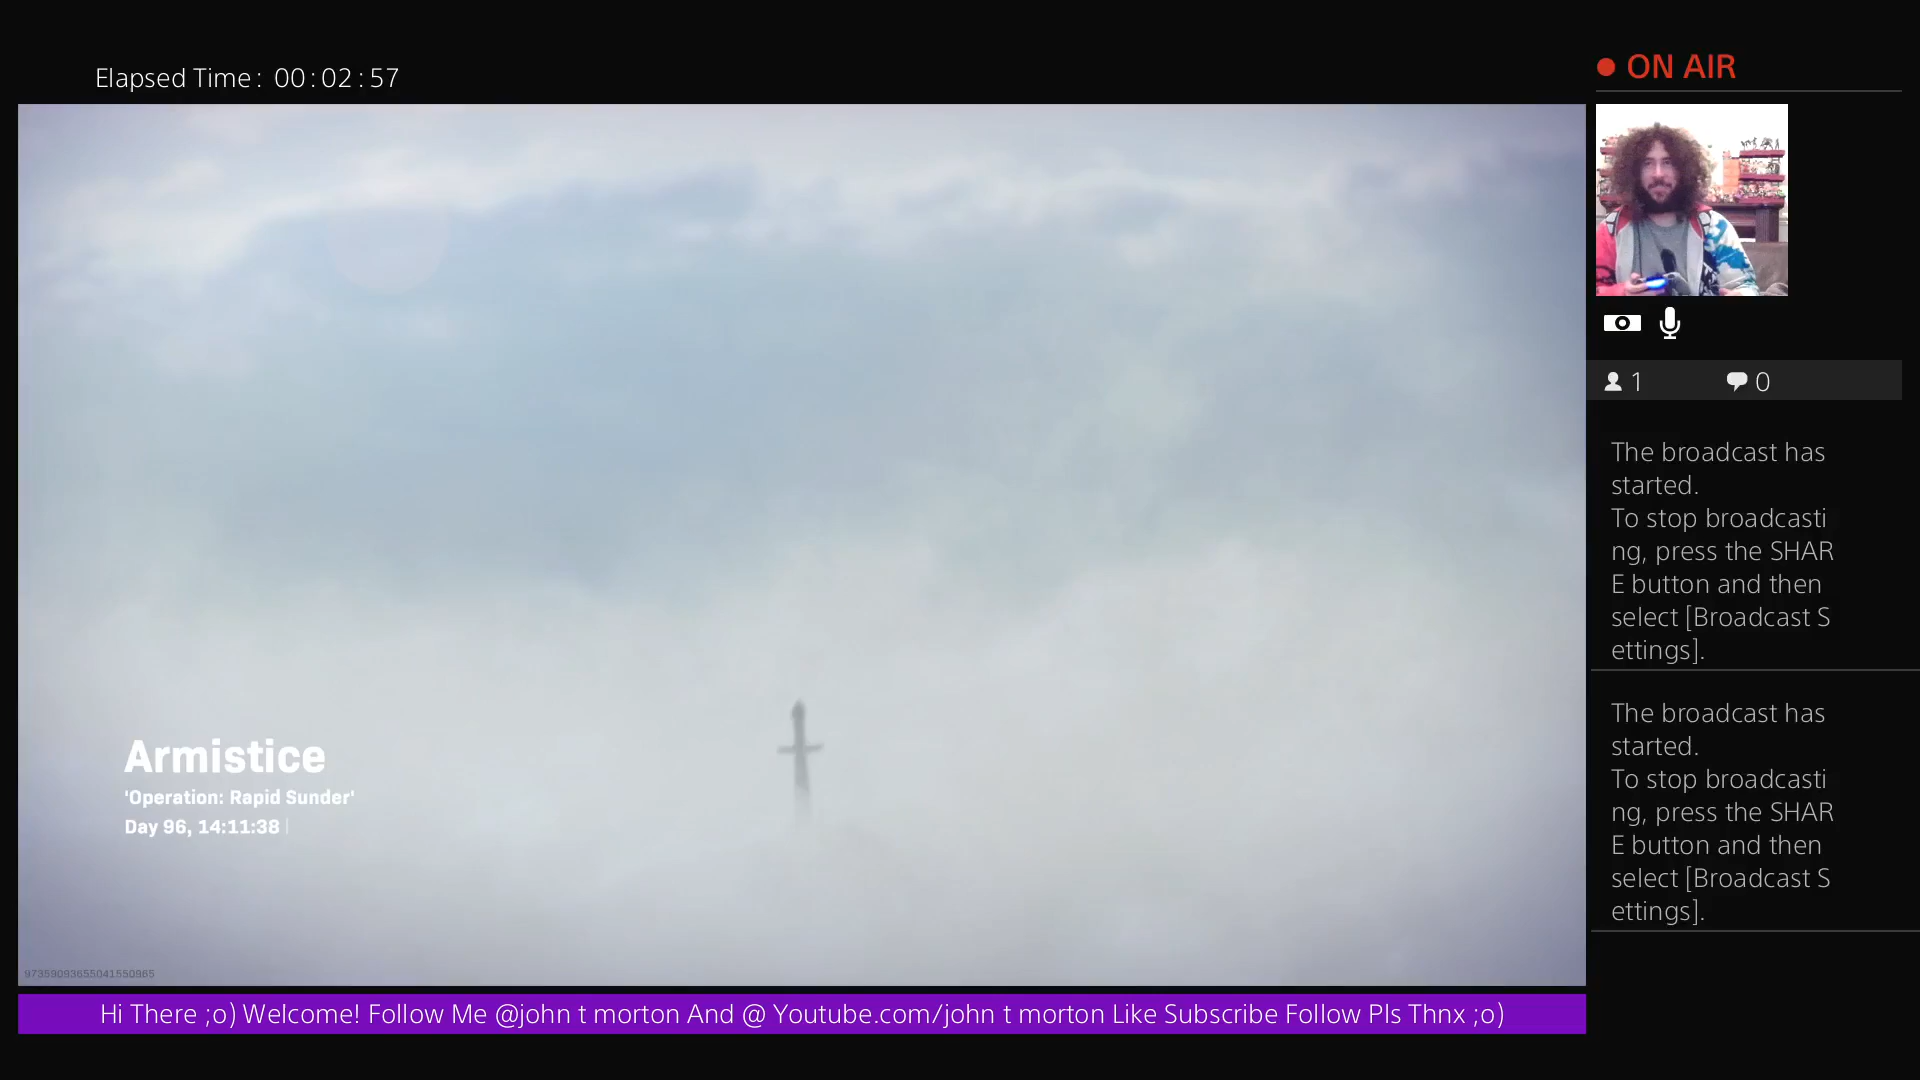 Elapsed Time: 00:02:57
ON AIR
1 0
The broadcast has
started.
To stop broadcasti
ng, press the SHAR
E button and then
select [Broadcast S
ettings].
The broadcast has
started.
To stop broadcasti
ng, press the SHAR
E button and then
select [Broadcast S
ettings].
Armistice
'Operation: Rapid Sunder'
Day 96, 14:11:38
97359093655041550865
Hi There ;o) Welcome! Follow Me @john t morton And @ Youtube.com/john t morton Like Subscribe Follow Pls Thnx ;o)